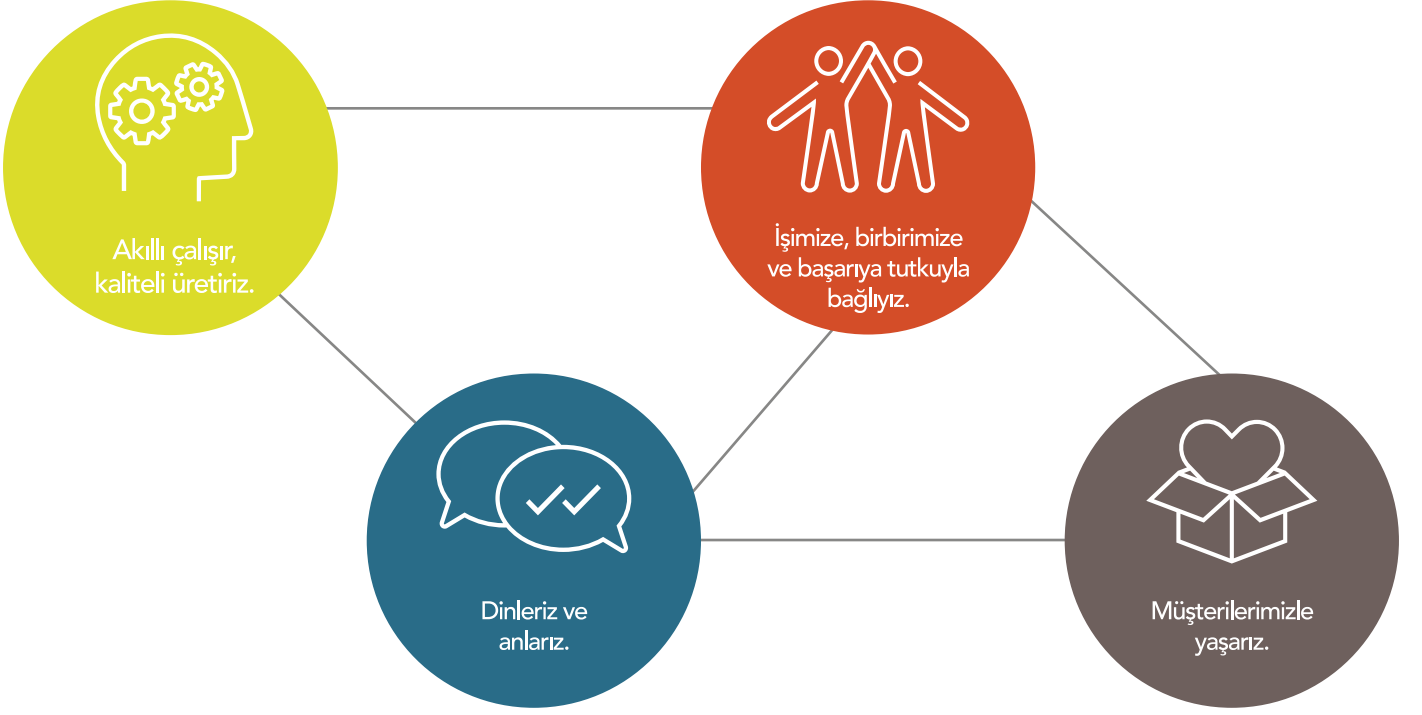 Akıllı çalışır,
kaliteli üretiriz.
İşimize, birbirimize
ve başarıya tutkuyla
bağlıyız.
Dinleriz ve
anlarız.
Müşterilerimizle
yaşarız.